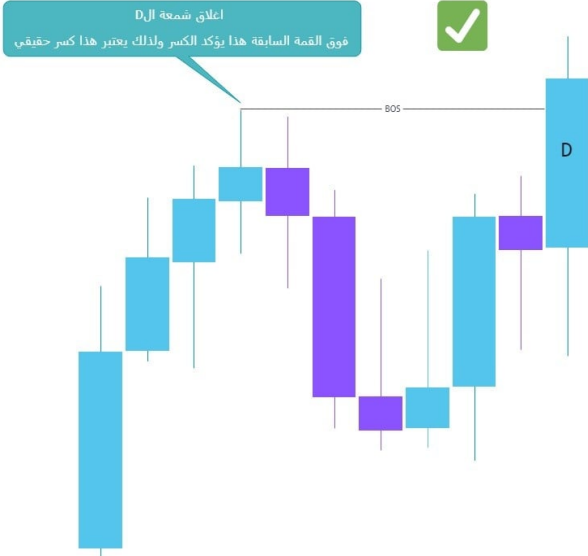 اغلاق شمعة الD
فوق القمة السابقة هذا يؤكد الكسر ولذلك يعتبر هذا كسر حقيقي
BOS
D